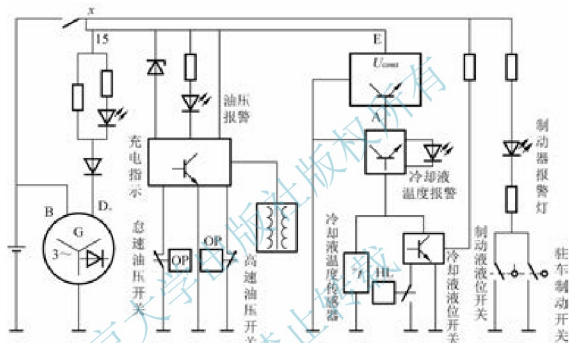 x
15
E
Ucont
A
油压
报警
充电指示
冷却液
温度报警
制动器报警灯
B
D+
G
3~
OP
OP
怠速油压开关
高速油压开关
冷却液温度传感器
HL
冷却液液位开关
制动液液位开关
驻车制动开关